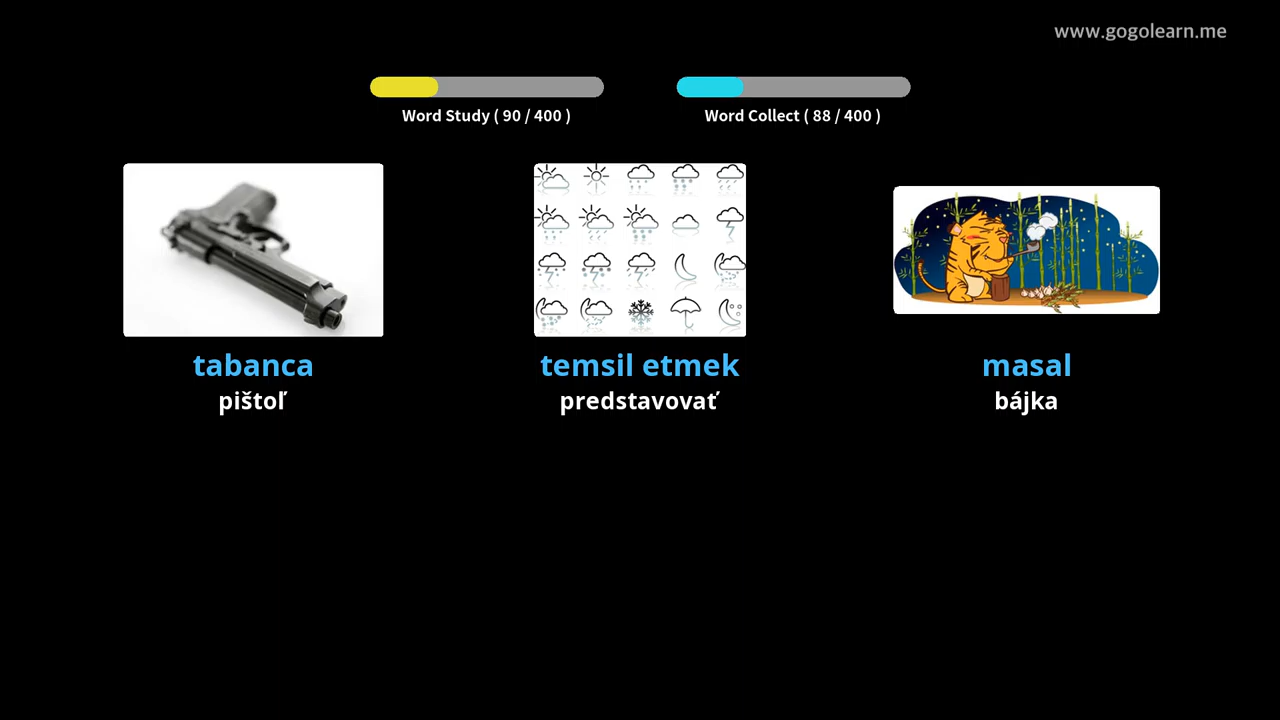 www.gogolearn.me
Word Study ( 90 / 400 )
Word Collect ( 88 / 400 )
tabanca
pištoľ
temsil etmek
predstavovať
masal
bájka